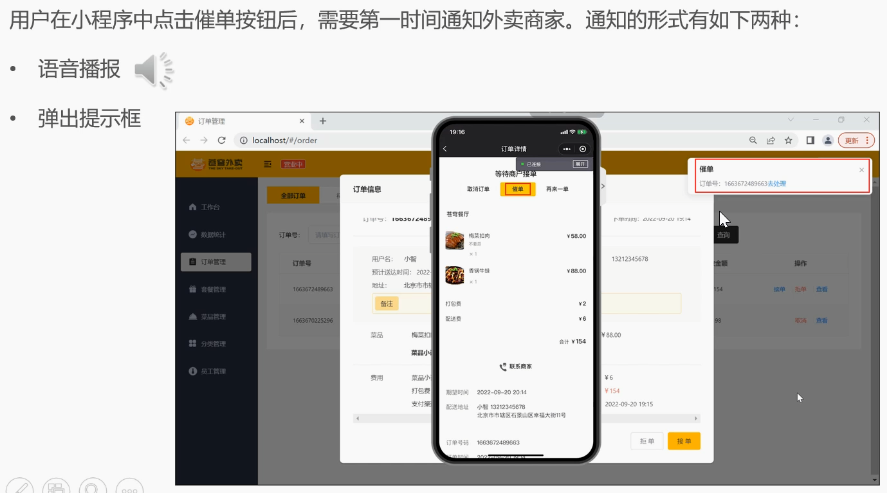 用户在小程序中点击催单按钮后，需要第一时间通知外卖商家。通知的形式有如下两种：
• 语音播报
• 弹出提示框
订单管理
localhost/#/order
更新
苍穹外卖
营业中
工作台
数据统计
订单管理
套餐管理
菜品管理
分类管理
员工管理
全部订单
订单号：
订单号
1663672489663
1663670225296
订单信息
用户名： 小智
预计送达时间： 2022-
地址： 北京市市辖
备注
菜品 梅菜扣
菜品小
费用 菜品小
打包费
支付渠
19:16
订单详情
已连接
等待商户接单
取消订单
催单
再来一单
苍穹餐厅
梅菜扣肉 ￥58.00
不要蒜
× 1
香锅牛蛙 ￥88.00
× 1
打包费 ￥2
配送费 ￥6
合计 ￥154
联系商家
期望时间 2022-09-20 20:14
配送地址 小智 13212345678
北京市市辖区石景山区幸福大街11号
订单号码 1663672489663
13212345678
￥88.00
￥6
￥154
2022-09-20 19:15
拒单
接单
催单
订单号：1663672489663去处理
查询
金额
操作
接单 拒单 查看
取消 查看